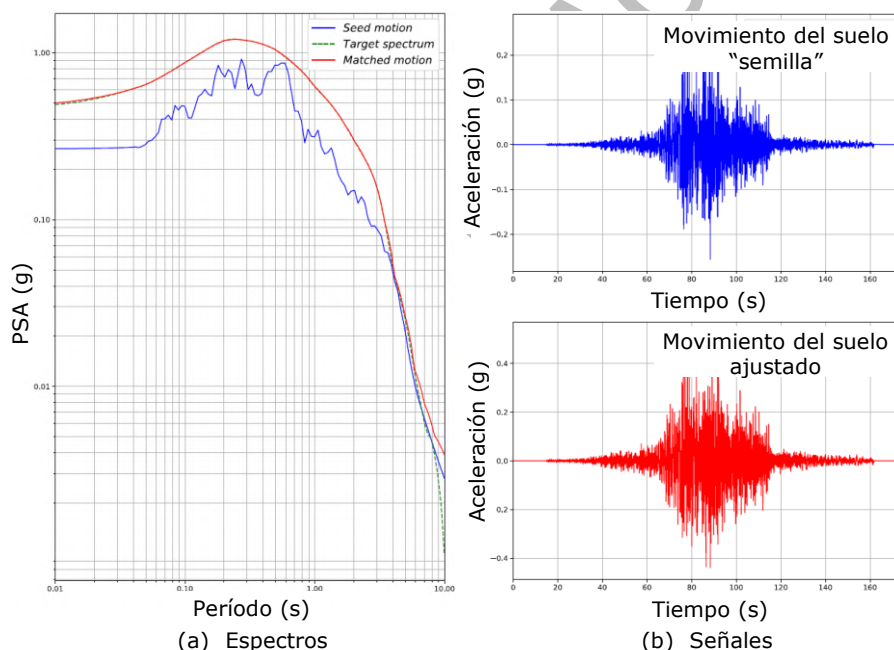 Seed motion
Target spectrum
Matched motion
1.00
0.10
0.01
PSA (g)
0.01
0.10
1.00
10.00
Período (s)
(a) Espectros
Movimiento del suelo
“semilla”
0.2
0.1
0.0
−0.1
−0.2
Aceleración (g)
0
20
40
60
80
100
120
140
160
Tiempo (s)
Movimiento del suelo
ajustado
0.4
0.2
0.0
0.2
−0.4
Aceleración (g)
0
20
40
60
80
100
120
140
160
Tiempo (s)
(b) Señales